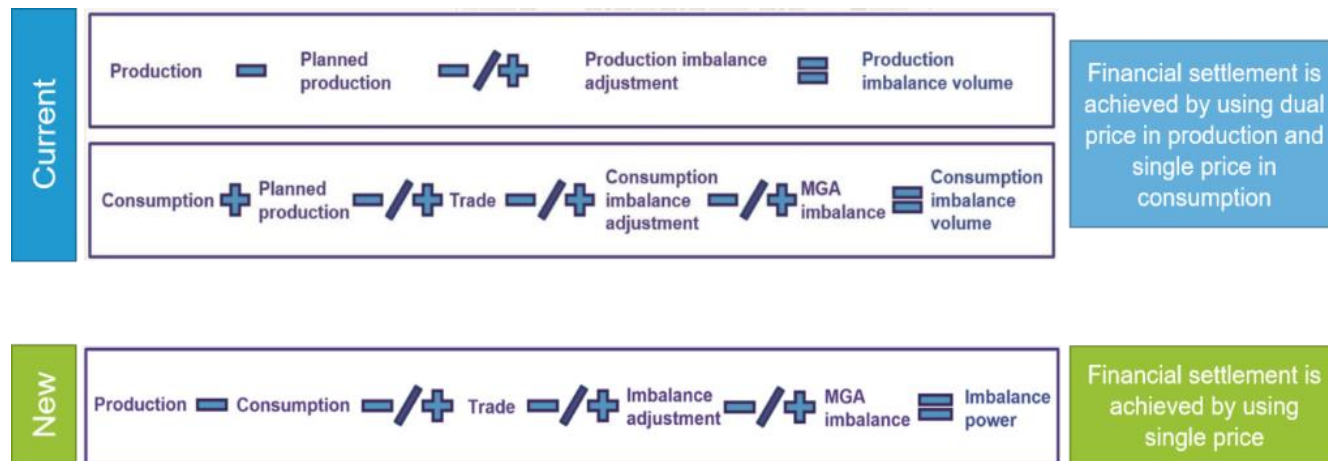 Current
Production − Planned production −/+ Production imbalance adjustment = Production imbalance volume
Consumption + Planned production −/+ Trade −/+ Consumption imbalance adjustment −/+ MGA imbalance = Consumption imbalance volume
Financial settlement is
achieved by using dual
price in production and
single price in
consumption
New
Production − Consumption −/+ Trade −/+ Imbalance adjustment −/+ MGA imbalance = Imbalance power
Financial settlement is
achieved by using
single price